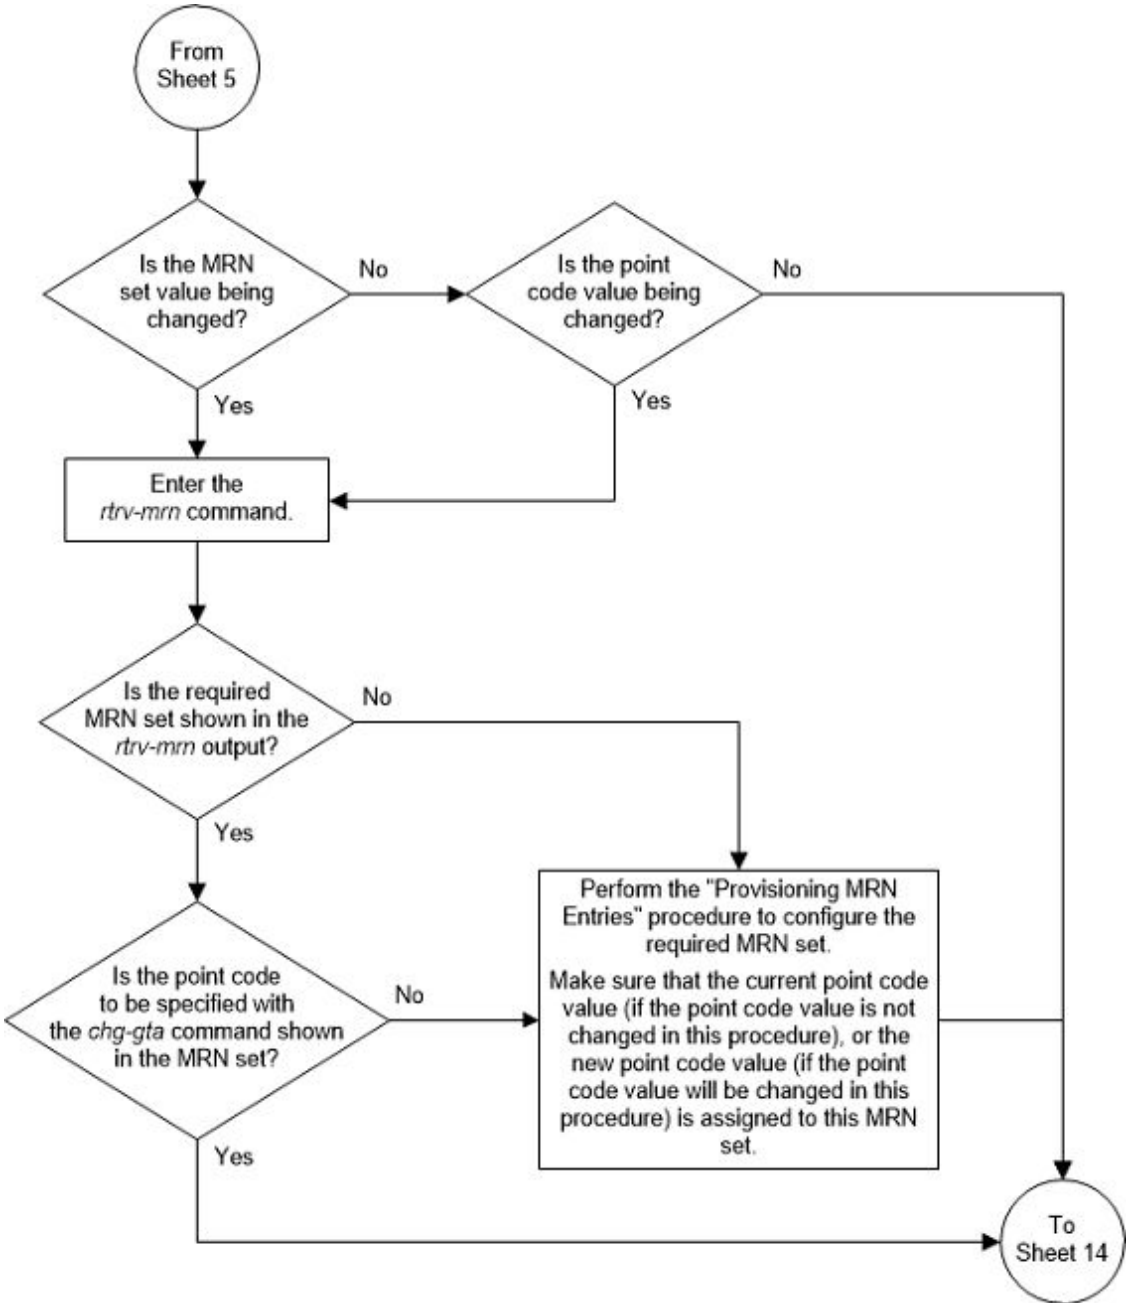 From
Sheet 5
Is the MRN
set value being
changed?
No
Is the point
code value being
changed?
No
Yes
Yes
Enter the
rtrv-mrn command.
Is the required
MRN set shown in the
rtrv-mrn output?
No
Yes
Is the point code
to be specified with
the chg-gta command shown
in the MRN set?
No
Perform the "Provisioning MRN
Entries" procedure to configure the
required MRN set.
Make sure that the current point code
value (if the point code value is not
changed in this procedure), or the
new point code value (if the point
code value will be changed in this
procedure) is assigned to this MRN
set.
Yes
To
Sheet 14